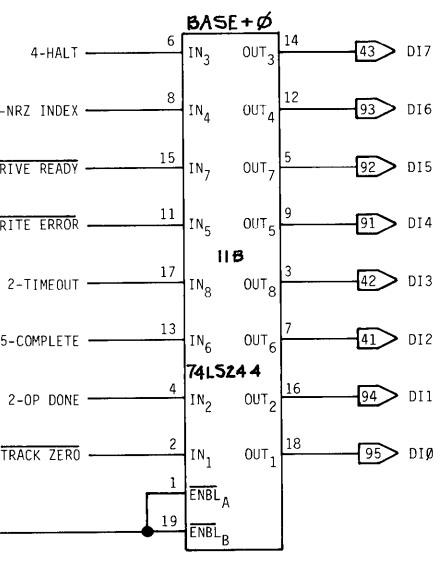 BASE+Ø
4-HALT 6 IN3 OUT3 14 43 DI7
-NRZ INDEX 8 IN4 OUT4 12 93 DI6
RIVE READY 15 IN7 OUT7 5 92 DI5
RITE ERROR 11 IN5 OUT5 9 91 DI4
11B
2-TIMEOUT 17 IN8 OUT8 3 42 DI3
5-COMPLETE 13 IN6 OUT6 7 41 DI2
74LS244
2-OP DONE 4 IN2 OUT2 16 94 DI1
TRACK ZERO 2 IN1 OUT1 18 95 DIØ
1 ENBLA
19 ENBLB